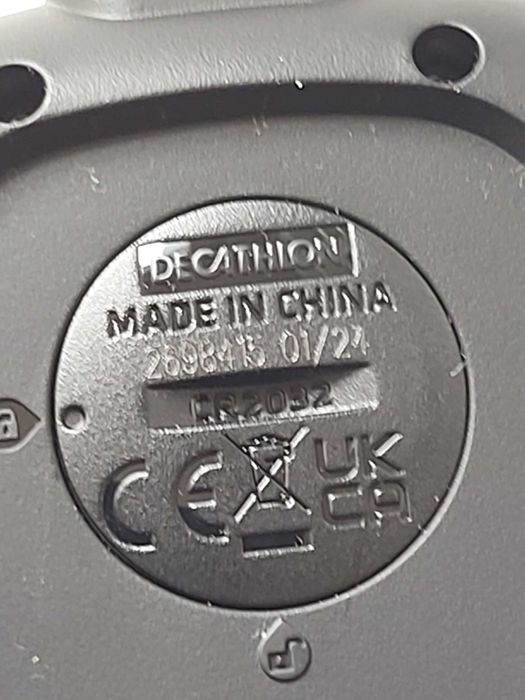 DECATHLON
MADE IN CHINA
2698415 01/24
CR2032
CE UK
CA